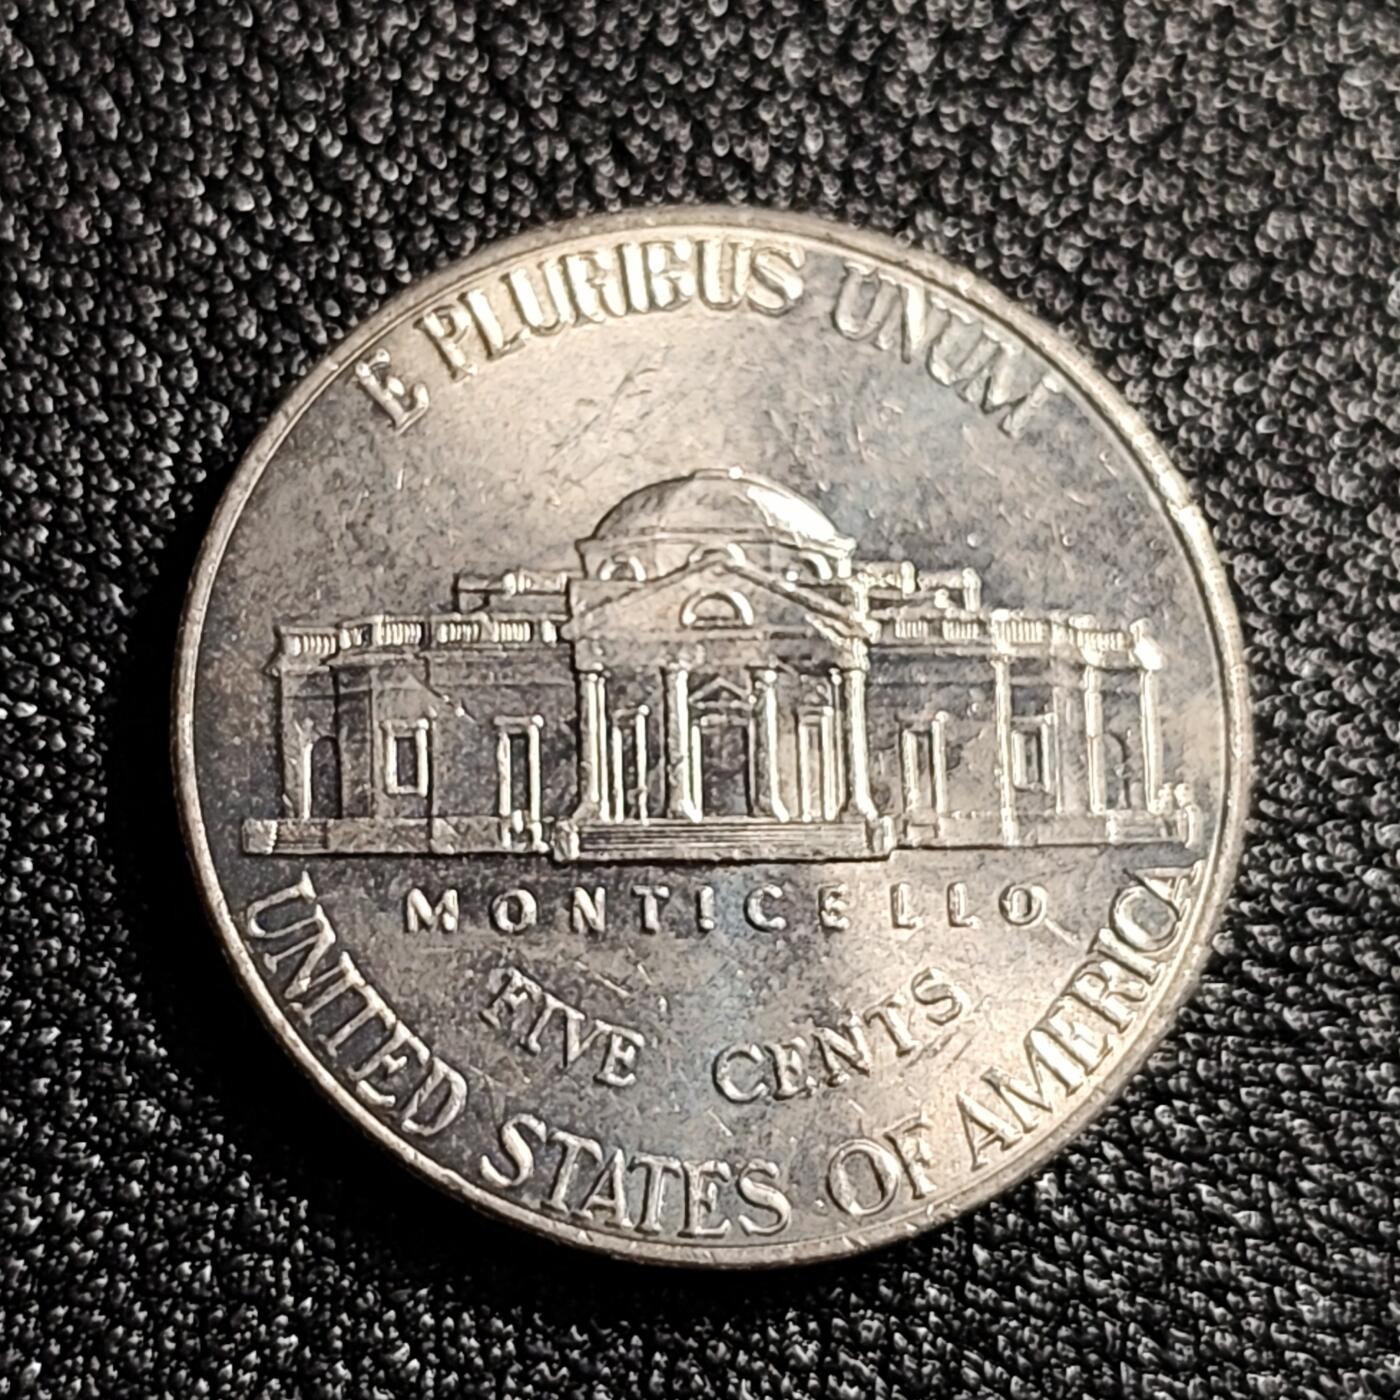 E PLURIBUS UNUM
MONTICELLO
FIVE CENTS
UNITED STATES OF AMERICA